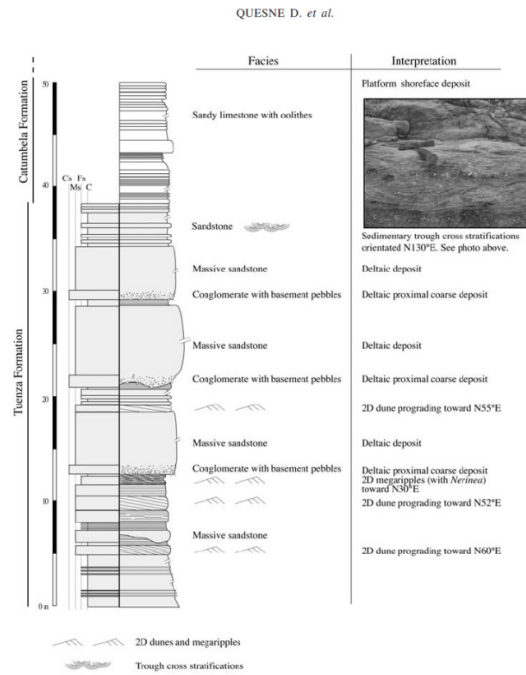 QUESNE D. et al.
Facies
Interpretation
Catumbela Formation
Tuenza Formation
50
40
30
20
10
0 m
Cs Fs
Ms C
Platform shoreface deposit
Sandy limestone with oolithes
Sandstone
Sedimentary trough cross stratifications
orientated N130°E. See photo above.
Massive sandstone
Deltaic deposit
Conglomerate with basement pebbles
Deltaic proximal coarse deposit
Massive sandstone
Deltaic deposit
Conglomerate with basement pebbles
Deltaic proximal coarse deposit
2D dune prograding toward N55°E
Massive sandstone
Deltaic deposit
Conglomerate with basement pebbles
Deltaic proximal coarse deposit
2D megaripples (with Nerinea)
toward N30°E
2D dune prograding toward N52°E
Massive sandstone
2D dune prograding toward N60°E
2D dunes and megaripples
Trough cross stratifications